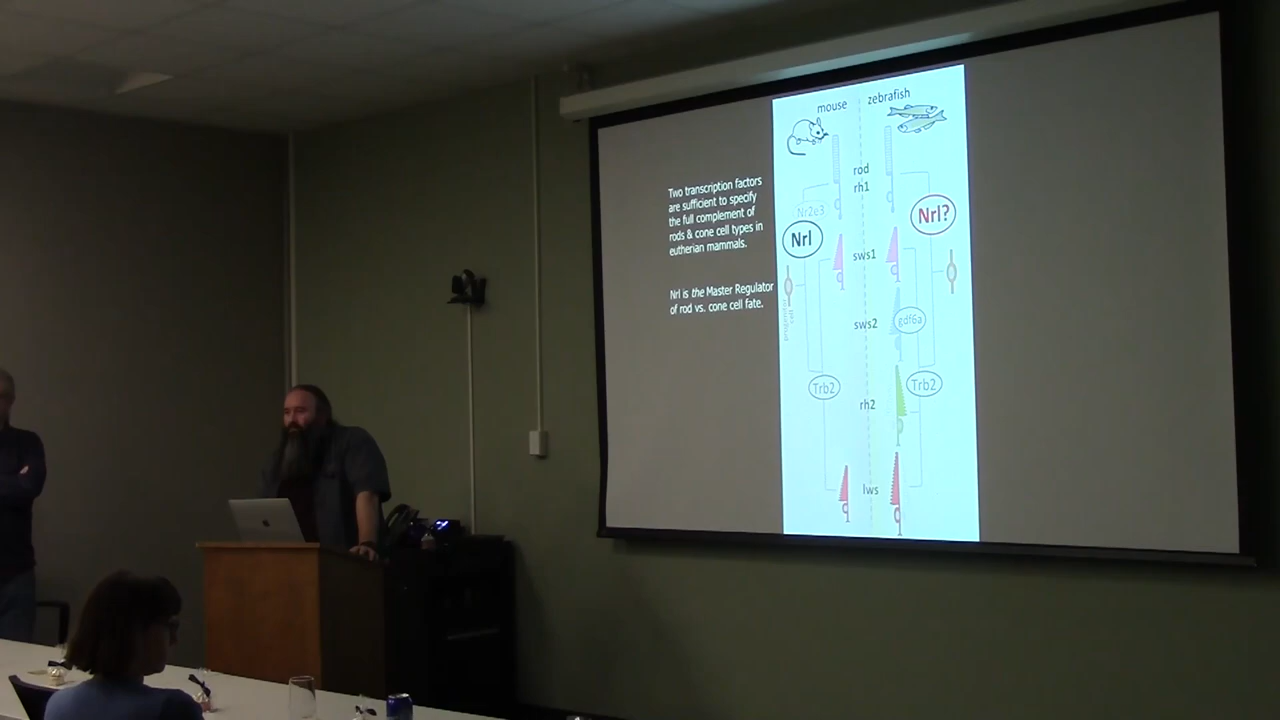 mouse
zebrafish
Two transcription factors
are sufficient to specify
the full complement of
rods & cone cell types in
eutherian mammals.
Nrl is the Master Regulator
of rod vs. cone cell fate.
rod
rh1
Nr2e3
Nrl
Nrl?
sws1
progenitor
cell
sws2
gdf6a
Trb2
Trb2
rh2
lws